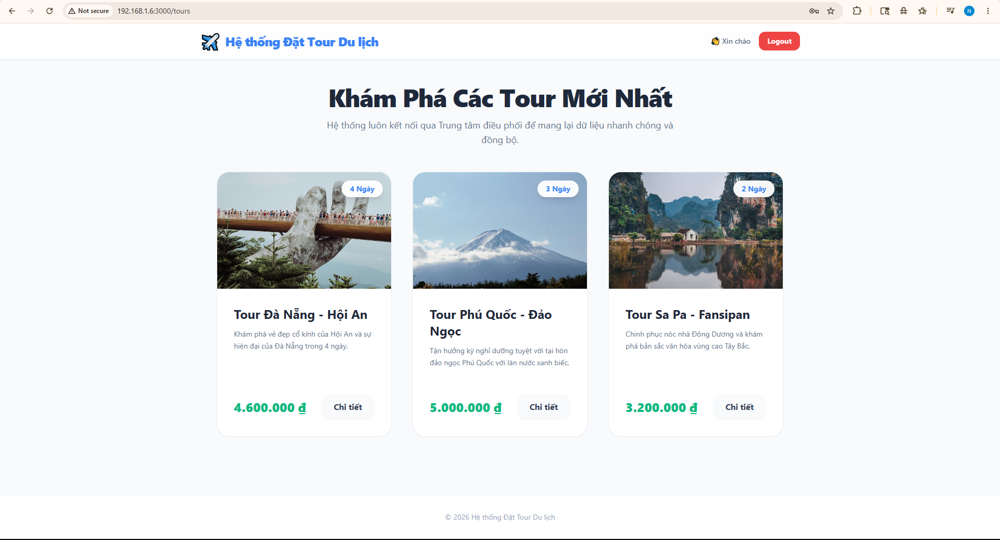 Not secure
192.168.1.6:3000/tours
N
Hệ thống Đặt Tour Du lịch
Xin chào
Logout
Khám Phá Các Tour Mới Nhất
Hệ thống luôn kết nối qua Trung tâm điều phối để mang lại dữ liệu nhanh chóng và
đồng bộ.
4 Ngày
3 Ngày
2 Ngày
Tour Đà Nẵng - Hội An
Khám phá vẻ đẹp cổ kính của Hội An và sự
hiện đại của Đà Nẵng trong 4 ngày.
4.600.000 ₫
Chi tiết
Tour Phú Quốc - Đảo
Ngọc
Tận hưởng kỳ nghỉ dưỡng tuyệt vời tại hòn
đảo ngọc Phú Quốc với làn nước xanh biếc.
5.000.000 ₫
Chi tiết
Tour Sa Pa - Fansipan
Chinh phục nóc nhà Đông Dương và khám
phá bản sắc văn hóa vùng cao Tây Bắc.
3.200.000 ₫
Chi tiết
© 2026 Hệ thống Đặt Tour Du lịch